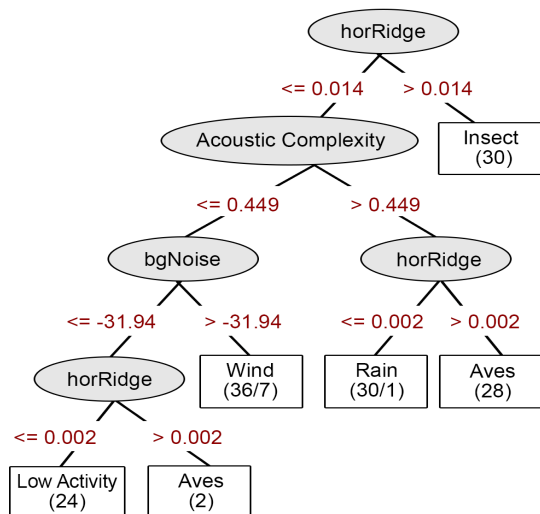 horRidge
<= 0.014
> 0.014
Acoustic Complexity
Insect
(30)
<= 0.449
> 0.449
bgNoise
horRidge
<= -31.94
> -31.94
<= 0.002
> 0.002
horRidge
Wind
(36/7)
Rain
(30/1)
Aves
(28)
<= 0.002
> 0.002
Low Activity
(24)
Aves
(2)